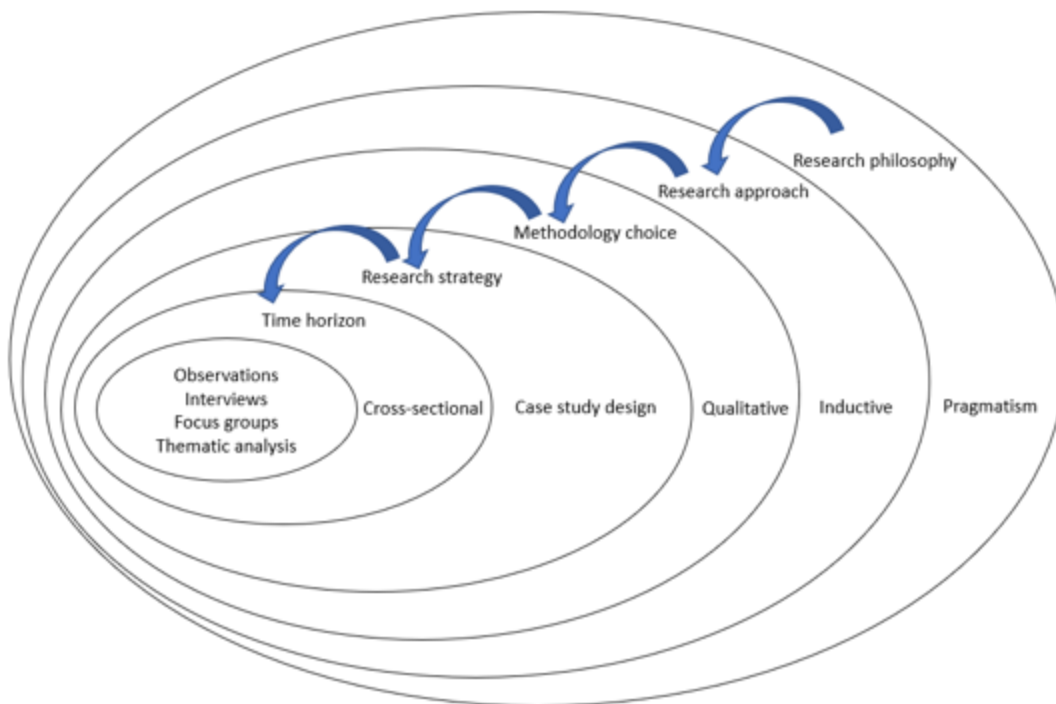 Research philosophy
Research approach
Methodology choice
Research strategy
Time horizon
Observations
Interviews
Focus groups
Thematic analysis
Cross-sectional
Case study design
Qualitative
Inductive
Pragmatism